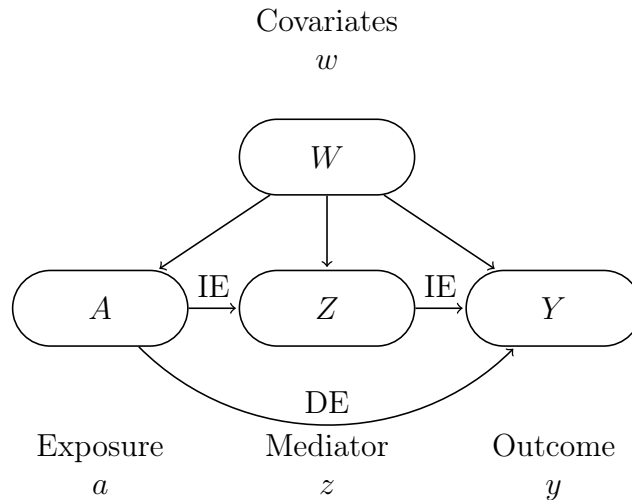 Covariates
w
W
IE IE
A Z Y
DE
Exposure Mediator Outcome
a z y